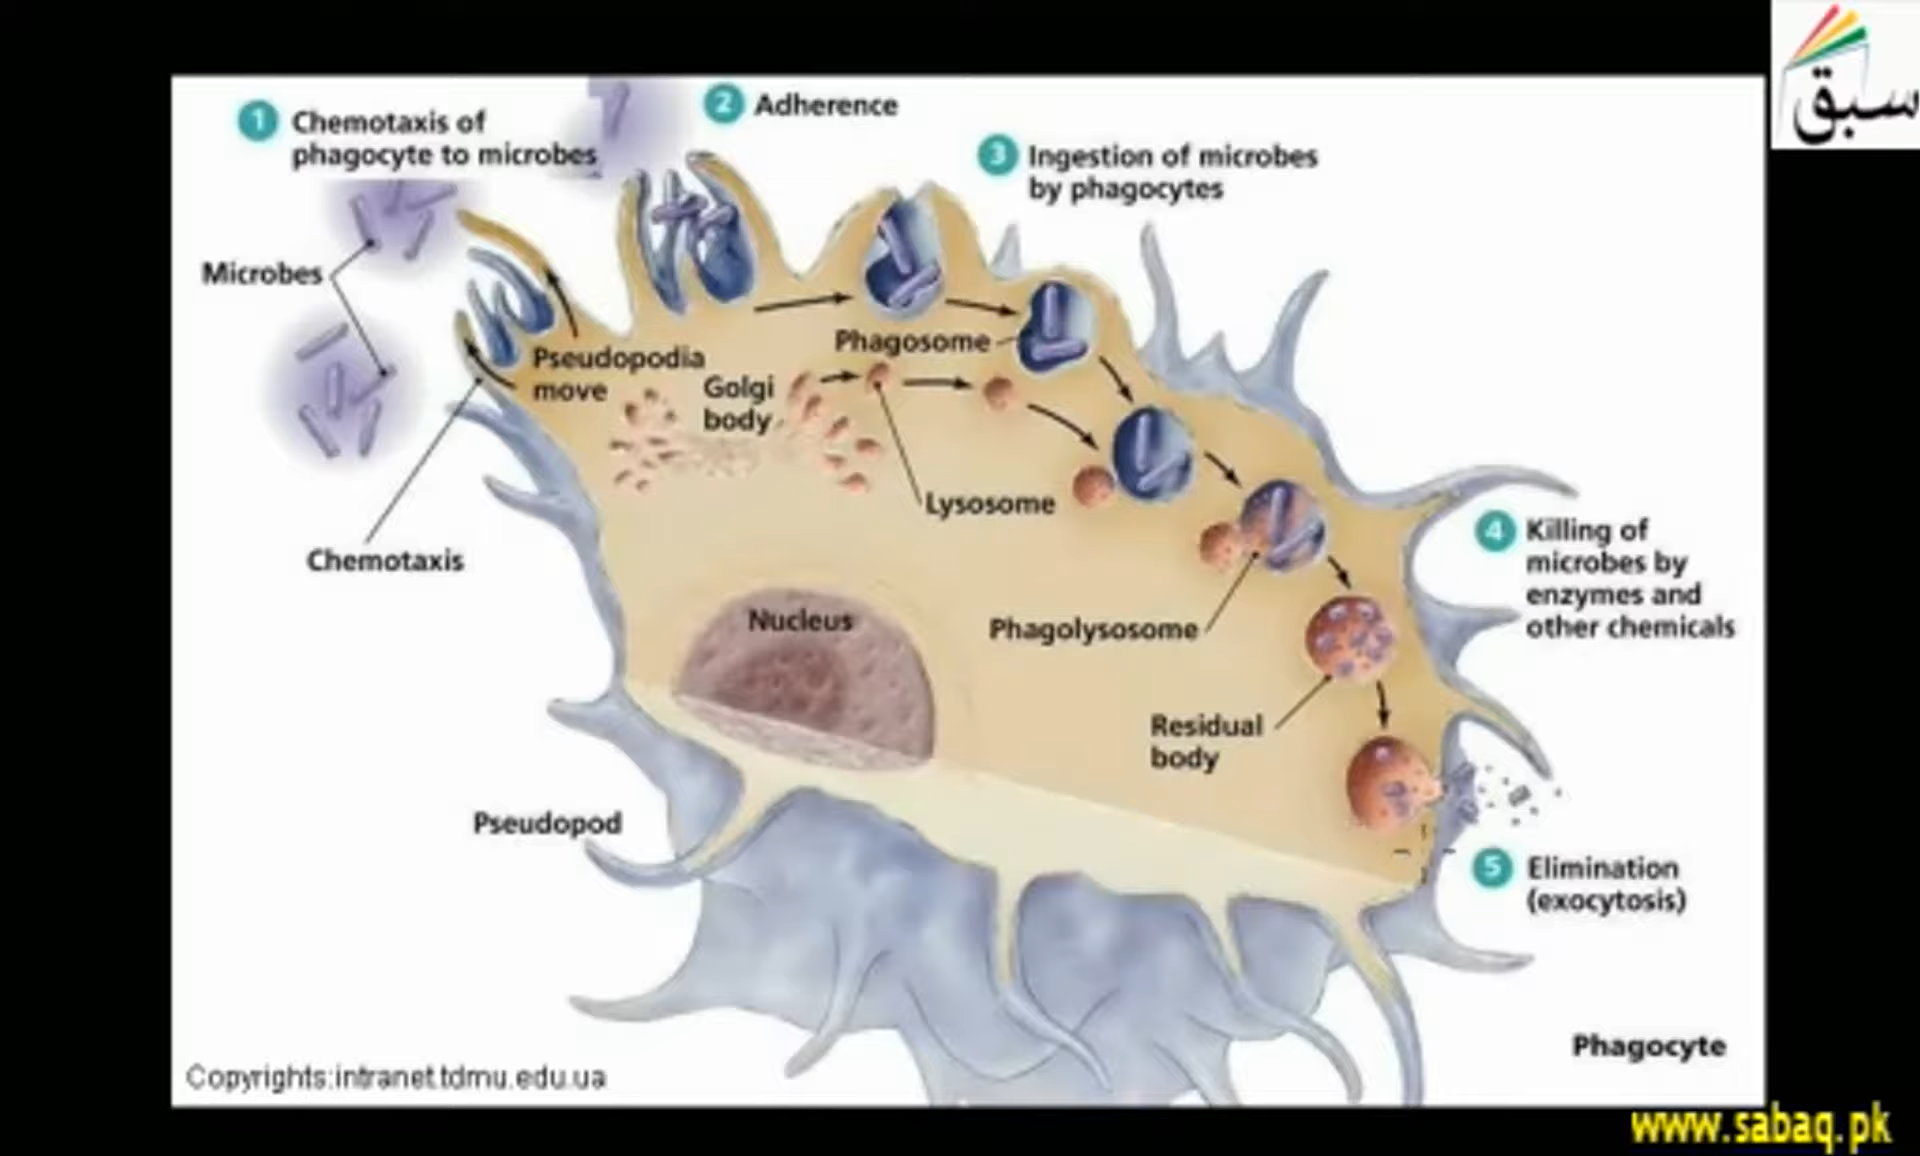 سبق
1 Chemotaxis of
phagocyte to microbes
2 Adherence
3 Ingestion of microbes
by phagocytes
Microbes
Pseudopodia
move
Golgi
body
Phagosome
Lysosome
Chemotaxis
4 Killing of
microbes by
enzymes and
other chemicals
Nucleus
Phagolysosome
Residual
body
Pseudopod
5 Elimination
(exocytosis)
Phagocyte
Copyrights:intranet.tdmu.edu.ua
www.sabaq.pk